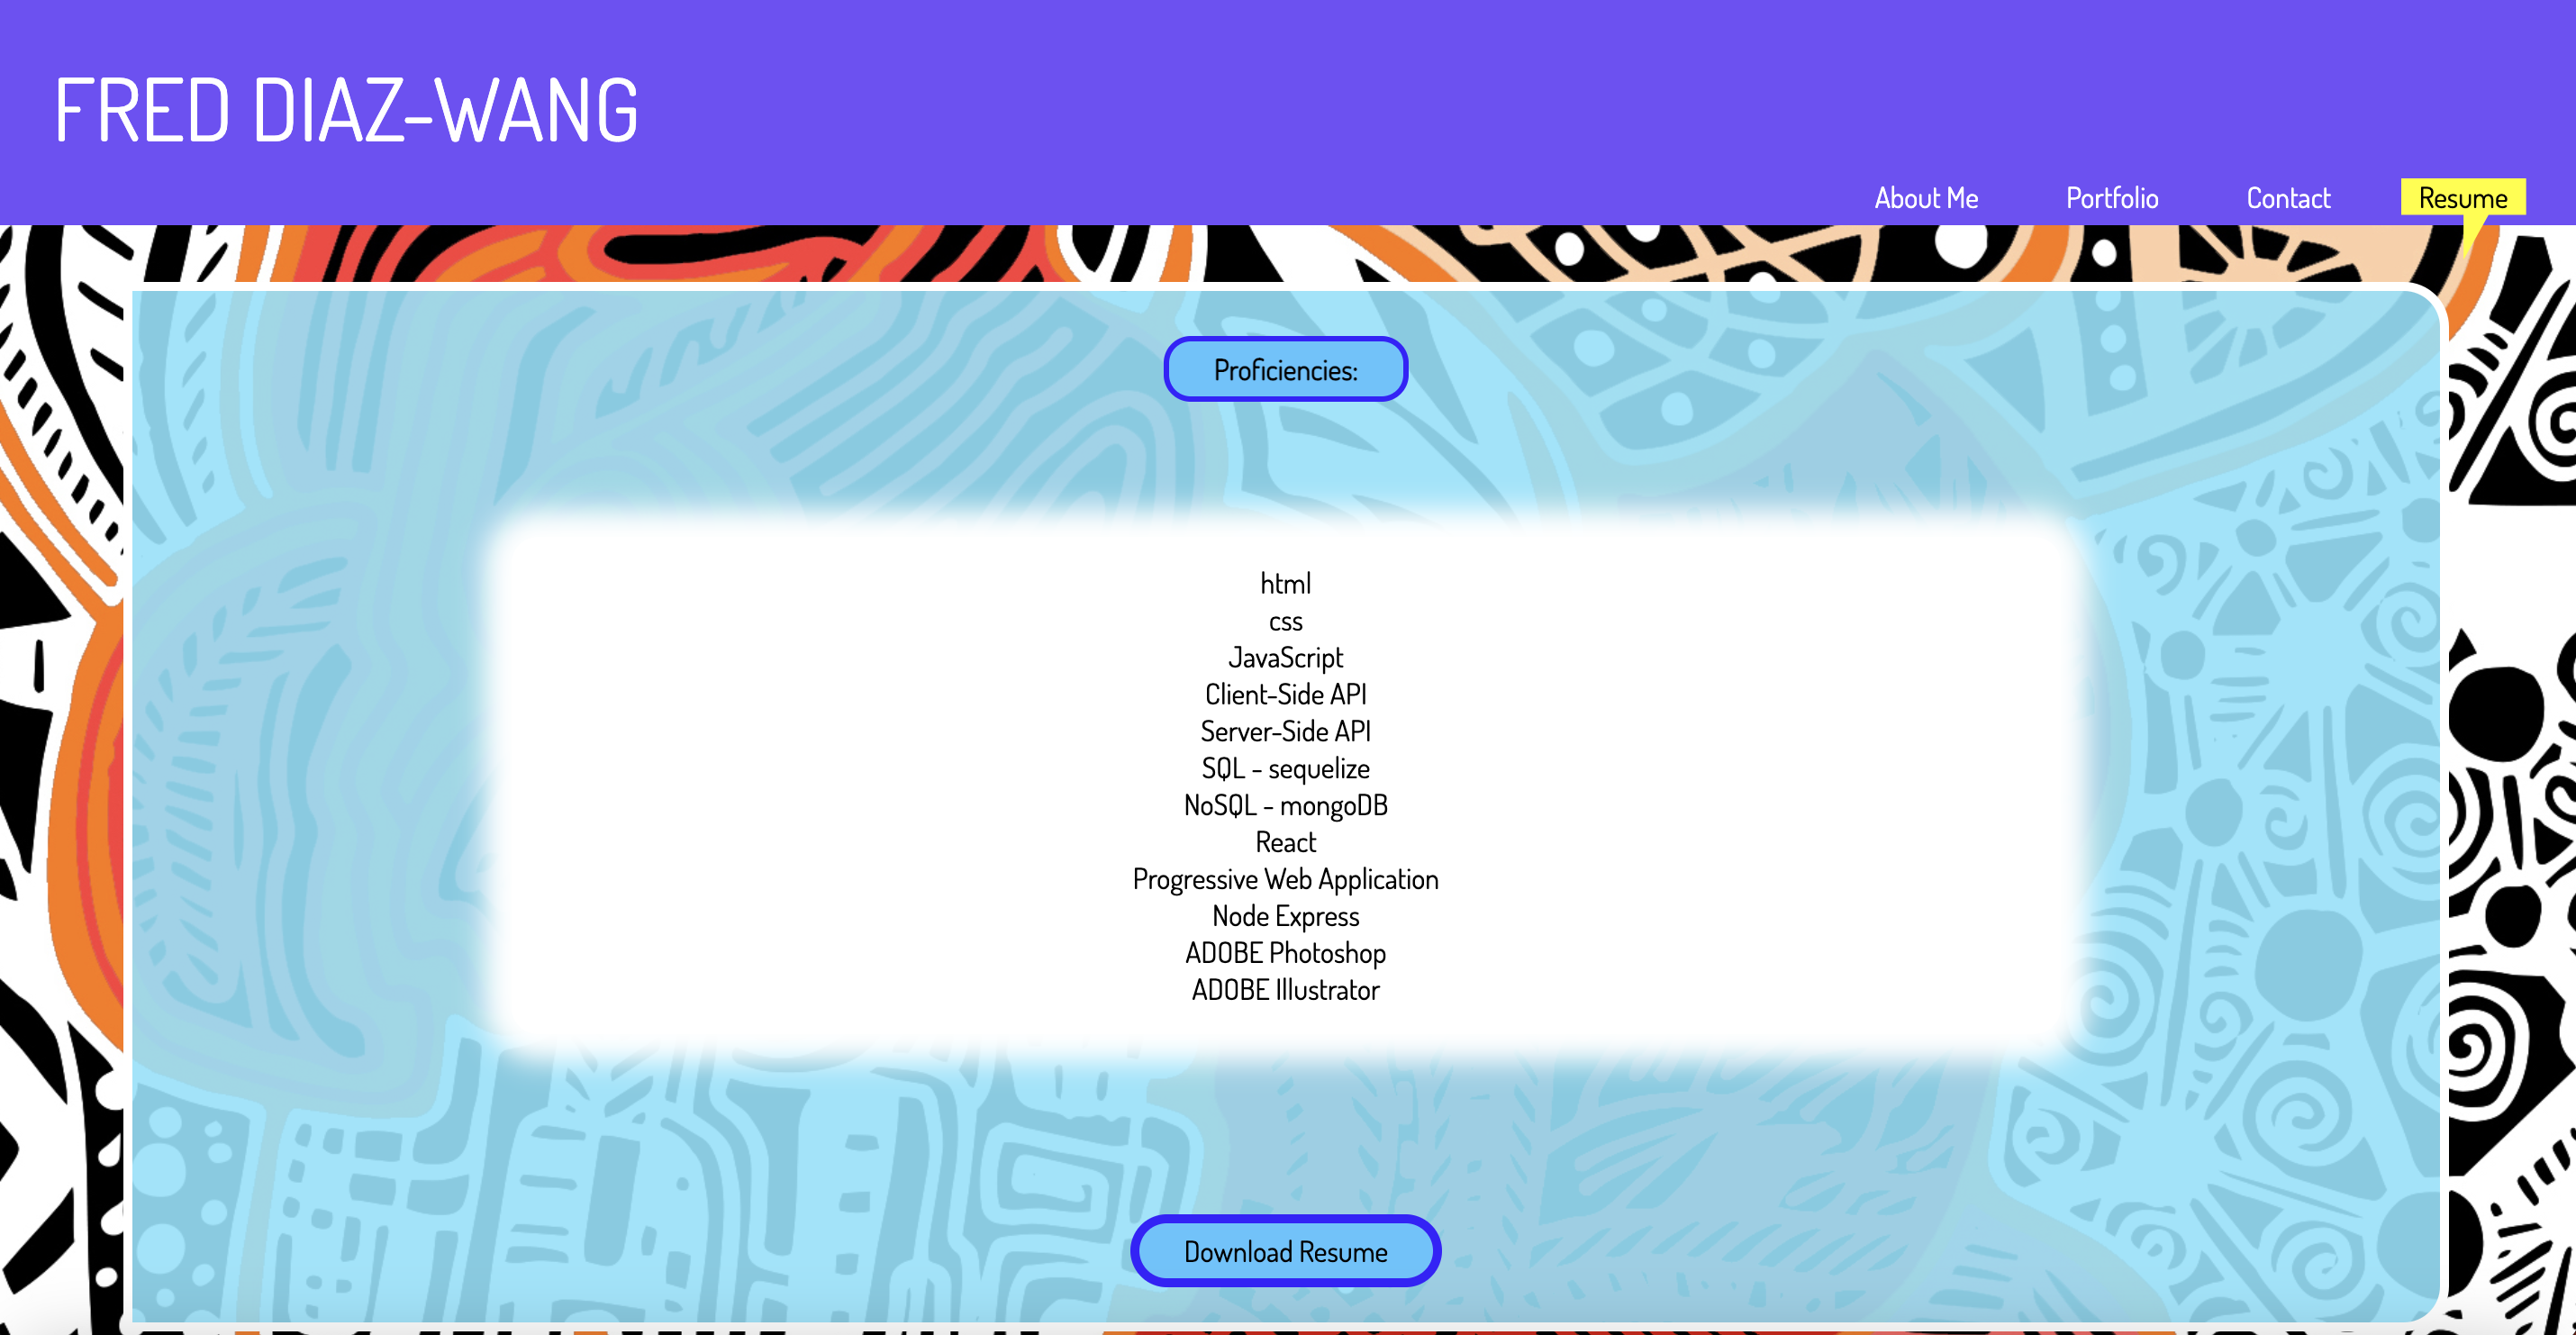 FRED DIAZ-WANG
About Me Portfolio Contact Resume
Proficiencies:
html
css
JavaScript
Client-Side API
Server-Side API
SQL - sequelize
NoSQL - mongoDB
React
Progressive Web Application
Node Express
ADOBE Photoshop
ADOBE Illustrator
Download Resume